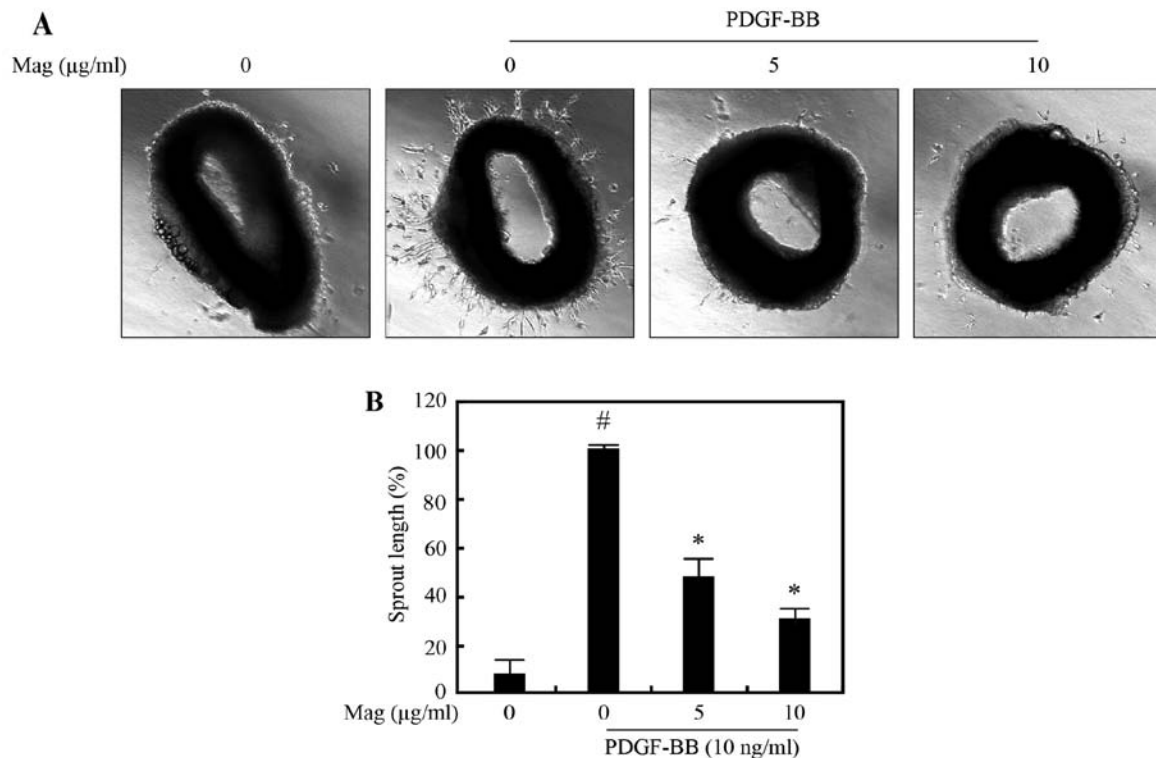 A
PDGF-BB
Mag (μg/ml) 0 0 5 10
B
120
100
80
60
40
20
0
Sprout length (%)
#
*
*
Mag (μg/ml) 0 0 5 10
PDGF-BB (10 ng/ml)